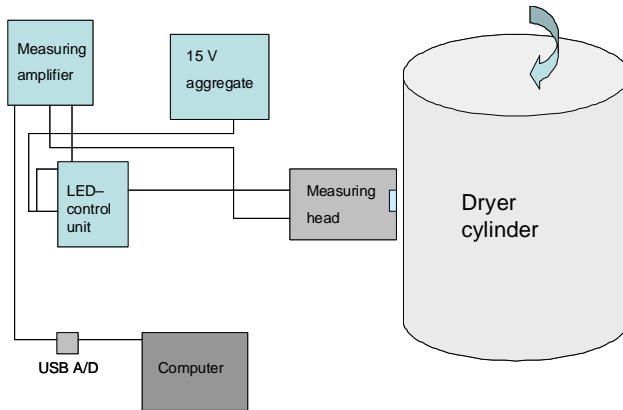 Measuring
amplifier
15 V
aggregate
LED–
control
unit
Measuring
head
Dryer
cylinder
USB A/D
Computer